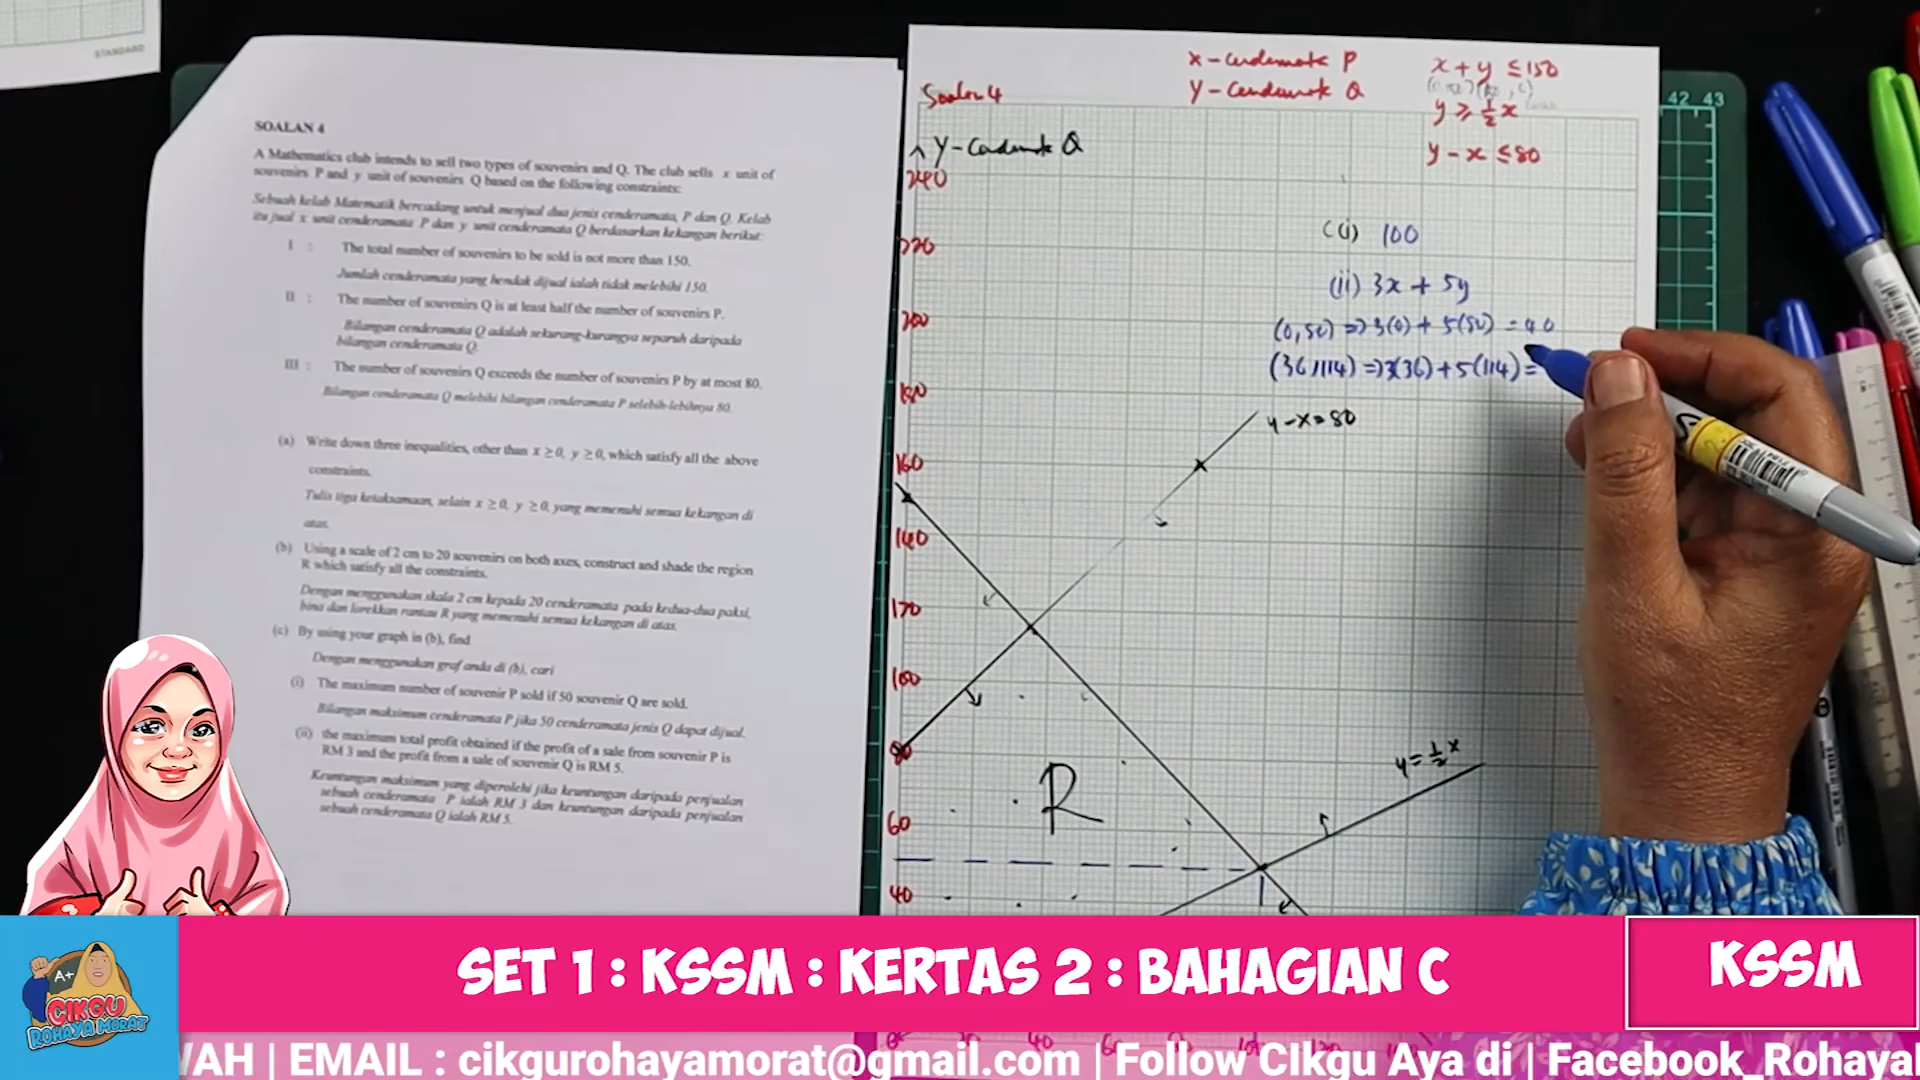 STANDARD
SOALAN 4
A Mathematics club intends to sell two types of souvenirs and Q. The club sells x unit of
souvenirs P and y unit of souvenirs Q based on the following constraints:
Sebuah kelab Matematik bercadang untuk menjual dua jenis cenderamata, P dan Q. Kelab
itu jual x unit cenderamata P dam y unit cenderamata Q berdasarkan kekangan berikut:
I : The total number of souvenirs to be sold is not more than 150.
Jumlah cenderamata yang hendak dijual ialah tidak melebihi 150.
II : The number of souvenirs Q is at least half the number of souvenirs P.
Bilangan cenderamata Q adalah sekurang-kurangya separuh daripada
bilangan cenderamata Q.
III : The number of souvenirs Q exceeds the number of souvenirs P by at most 80.
Bilangan cenderamata Q melebihi bilangan cenderamata P selebih-lebihnya 80.
(a) Write down three inequalities, other than x ≥ 0, y ≥ 0, which satisfy all the above
constraints.
Tulis tiga ketaksamaan, selain x ≥ 0, y ≥ 0, yang memenuhi semua kekangan di
atas.
(b) Using a scale of 2 cm to 20 souvenirs on both axes, construct and shade the region
R which satisfy all the constraints.
Dengan menggunakan skala 2 cm kepada 20 cenderamata pada kedua-dua paksi,
bina dan lorekkan rantau R yang memenuhi semua kekangan di atas.
(c) By using your graph in (b), find
Dengan menggunakan graf anda di (b), cari
(i) The maximum number of souvenir P sold if 50 souvenir Q are sold.
Bilangan maksimum cenderamata P jika 50 cenderamata jenis Q dapat dijual.
(ii) the maximum total profit obtained if the profit of a sale from souvenir P is
RM 3 and the profit from a sale of souvenir Q is RM 5.
Keuntungan maksimum yang diperolehi jika keuntungan daripada penjualan
sebuah cenderamata P ialah RM 3 dan keuntungan daripada penjualan
sebuah cenderamata Q ialah RM 5.
Soalan 4
x - cendemata P
y - cendemata Q
x + y ≤ 150
y ≥ 1/2 x
y - x ≤ 80
42 43
y - cendemata Q
240
220
200
180
160
140
120
100
80
60
40
c(i) 100
(ii) 3x + 5y
(0,80) => 3(0) + 5(80) = 40
(36,114) => 3(36) + 5(114) =
y - x = 80
y = 1/2 x
R
A+
CIKGU
ROHAYA MORAT
SET 1 : KSSM : KERTAS 2 : BAHAGIAN C
KSSM
WAH | EMAIL : cikgurohayamorat@gmail.com | Follow CIkgu Aya di | Facebook_Rohaya